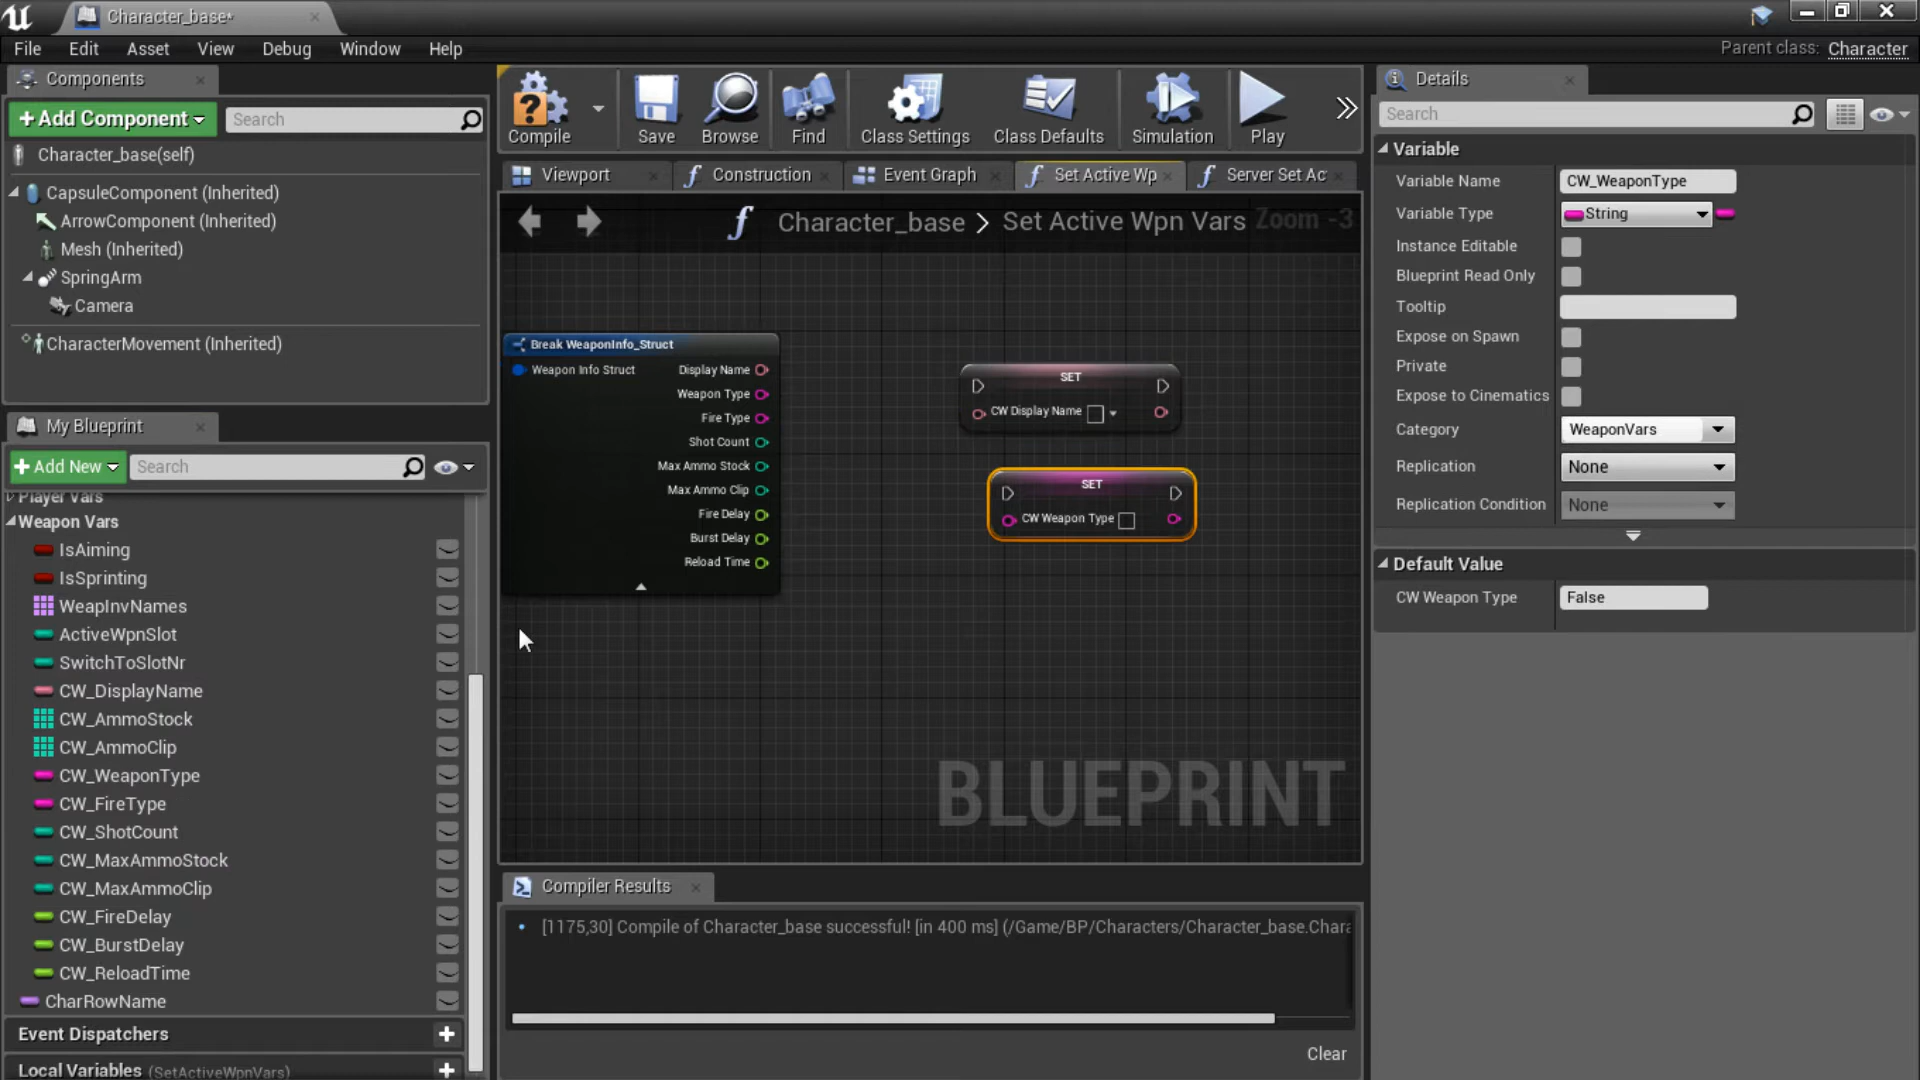 Character_base*
File Edit Asset View Debug Window Help
Parent class: Character
Components
+Add Component
Search
Character_base(self)
CapsuleComponent (Inherited)
ArrowComponent (Inherited)
Mesh (Inherited)
SpringArm
Camera
CharacterMovement (Inherited)
My Blueprint
+Add New
Search
Player Vars
Weapon Vars
IsAiming
IsSprinting
WeapInvNames
ActiveWpnSlot
SwitchToSlotNr
CW_DisplayName
CW_AmmoStock
CW_AmmoClip
CW_WeaponType
CW_FireType
CW_ShotCount
CW_MaxAmmoStock
CW_MaxAmmoClip
CW_FireDelay
CW_BurstDelay
CW_ReloadTime
CharRowName
Event Dispatchers
Local Variables (SetActiveWpnVars)
Compile Save Browse Find Class Settings Class Defaults Simulation Play
Viewport Construction Event Graph Set Active Wp Server Set Ac
Character_base > Set Active Wpn Vars Zoom -3
Break WeaponInfo_Struct
Weapon Info Struct Display Name
Weapon Type
Fire Type
Shot Count
Max Ammo Stock
Max Ammo Clip
Fire Delay
Burst Delay
Reload Time
SET
CW Display Name
SET
CW Weapon Type
BLUEPRINT
Compiler Results
[1175,30] Compile of Character_base successful! [in 400 ms] (/Game/BP/Characters/Character_base.Chara
Clear
Details
Search
Variable
Variable Name CW_WeaponType
Variable Type String
Instance Editable
Blueprint Read Only
Tooltip
Expose on Spawn
Private
Expose to Cinematics
Category WeaponVars
Replication None
Replication Condition None
Default Value
CW Weapon Type False